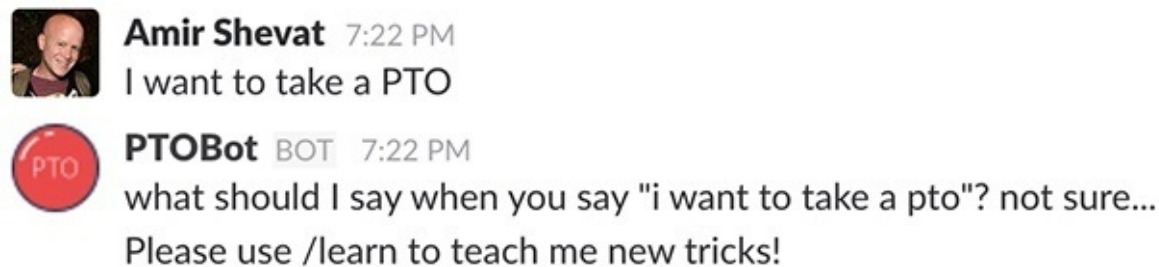 Amir Shevat 7:22 PM
I want to take a PTO
PTO
PTOBot BOT 7:22 PM
what should I say when you say "i want to take a pto"? not sure...
Please use /learn to teach me new tricks!